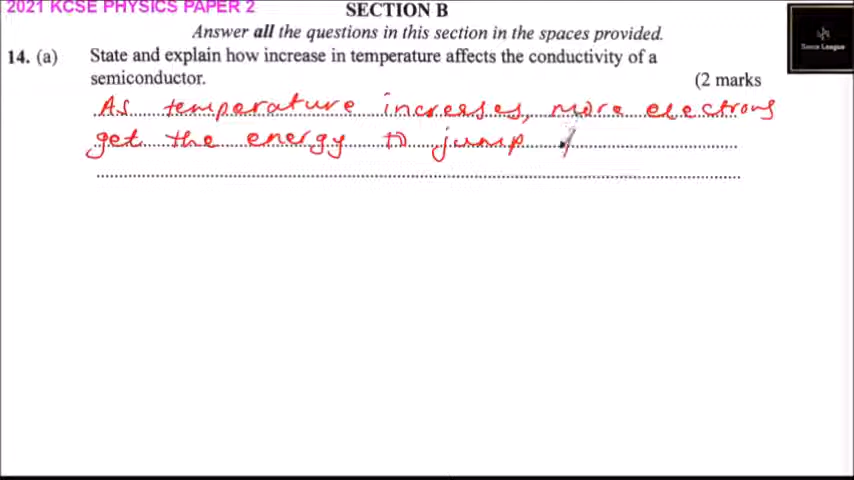 2021 KCSE PHYSICS PAPER 2
SECTION B
Answer all the questions in this section in the spaces provided.
14. (a) State and explain how increase in temperature affects the conductivity of a
semiconductor. (2 marks
As temperature increases, more electrons
get the energy to jump